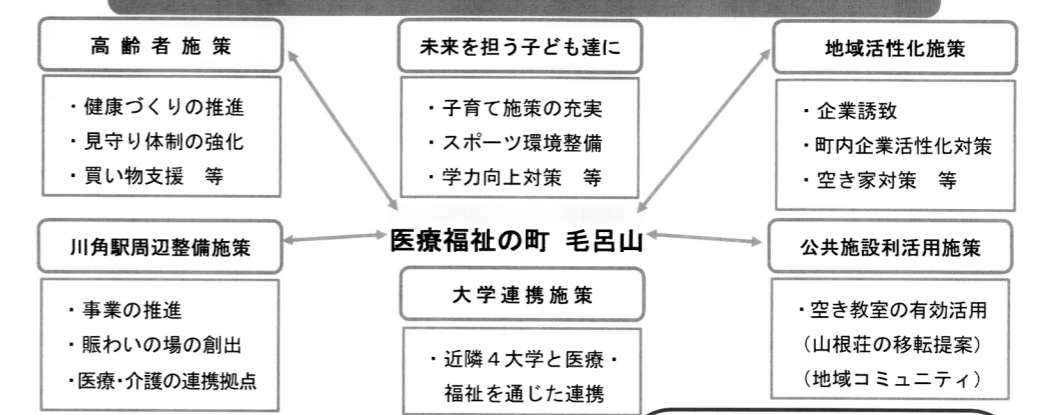 高齢者施策
・健康づくりの推進
・見守り体制の強化
・買い物支援　等
未来を担う子ども達に
・子育て施策の充実
・スポーツ環境整備
・学力向上対策　等
地域活性化施策
・企業誘致
・町内企業活性化対策
・空き家対策　等
医療福祉の町 毛呂山
川角駅周辺整備施策
・事業の推進
・賑わいの場の創出
・医療・介護の連携拠点
大学連携施策
・近隣４大学と医療・
福祉を通じた連携
公共施設利活用施策
・空き教室の有効活用
（山根荘の移転提案）
（地域コミュニティ）